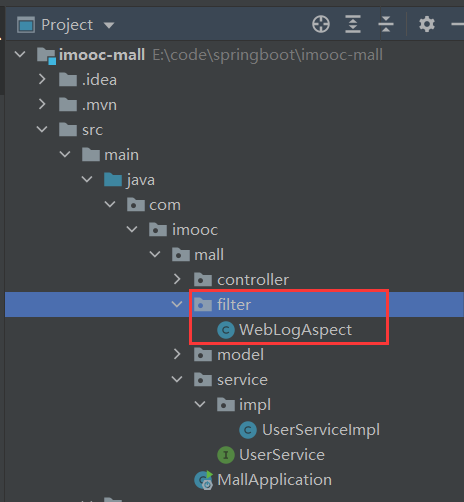 Project
imooc-mall E:\code\springboot\imooc-mall
.idea
.mvn
src
main
java
com
imooc
mall
controller
filter
C WebLogAspect
model
service
impl
C UserServiceImpl
I UserService
MallApplication